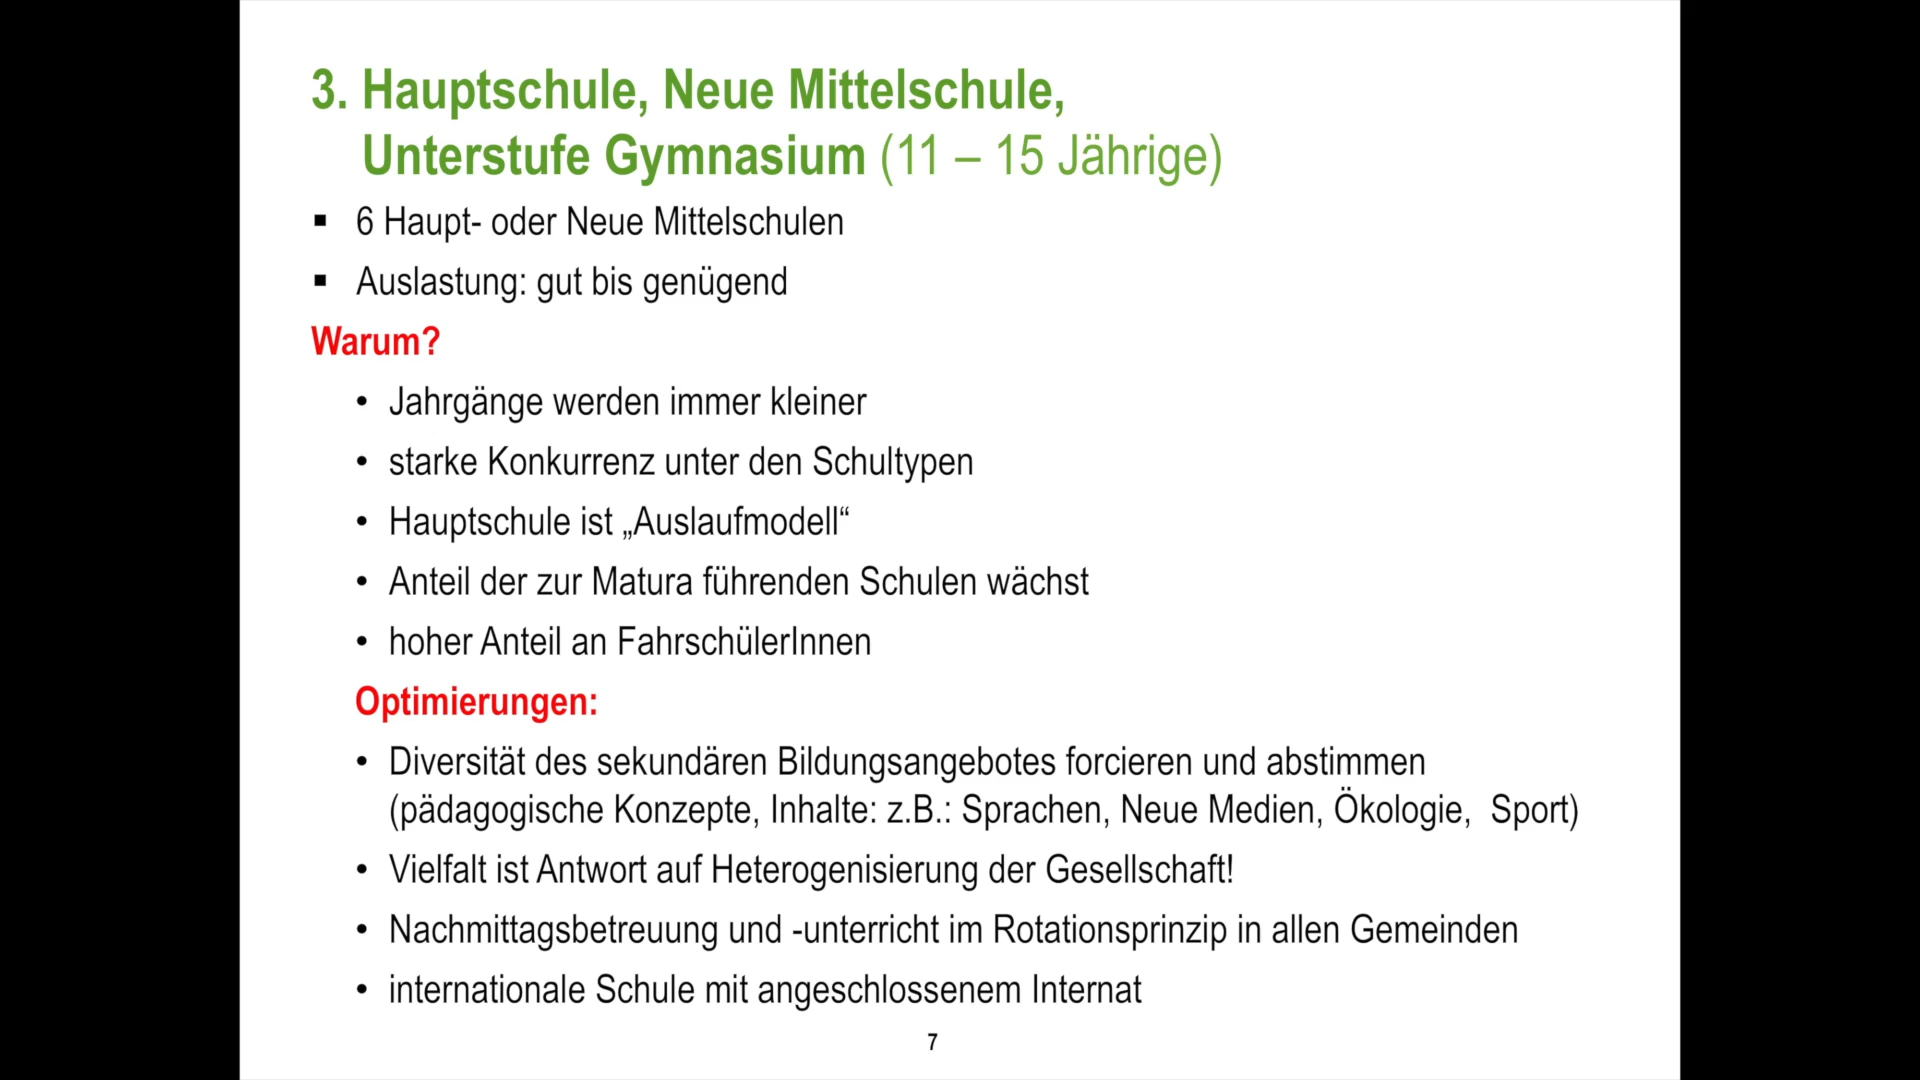 3. Hauptschule, Neue Mittelschule,
Unterstufe Gymnasium (11 – 15 Jährige)
▪ 6 Haupt- oder Neue Mittelschulen
▪ Auslastung: gut bis genügend
Warum?
• Jahrgänge werden immer kleiner
• starke Konkurrenz unter den Schultypen
• Hauptschule ist „Auslaufmodell“
• Anteil der zur Matura führenden Schulen wächst
• hoher Anteil an FahrschülerInnen
Optimierungen:
• Diversität des sekundären Bildungsangebotes forcieren und abstimmen
(pädagogische Konzepte, Inhalte: z.B.: Sprachen, Neue Medien, Ökologie, Sport)
• Vielfalt ist Antwort auf Heterogenisierung der Gesellschaft!
• Nachmittagsbetreuung und -unterricht im Rotationsprinzip in allen Gemeinden
• internationale Schule mit angeschlossenem Internat
7